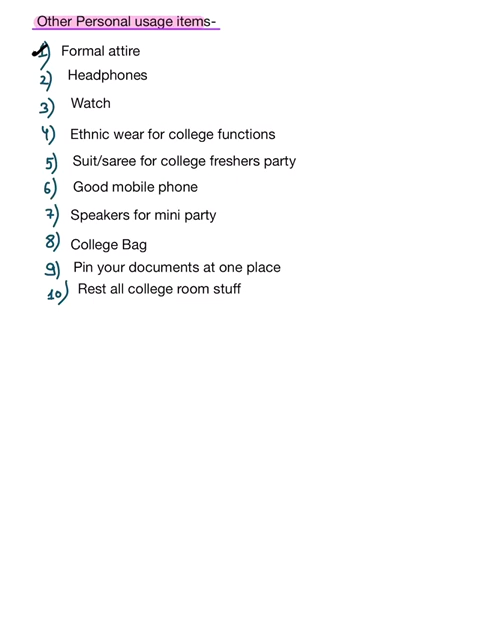 Other Personal usage items-
1) Formal attire
2) Headphones
3) Watch
4) Ethnic wear for college functions
5) Suit/saree for college freshers party
6) Good mobile phone
7) Speakers for mini party
8) College Bag
9) Pin your documents at one place
10) Rest all college room stuff